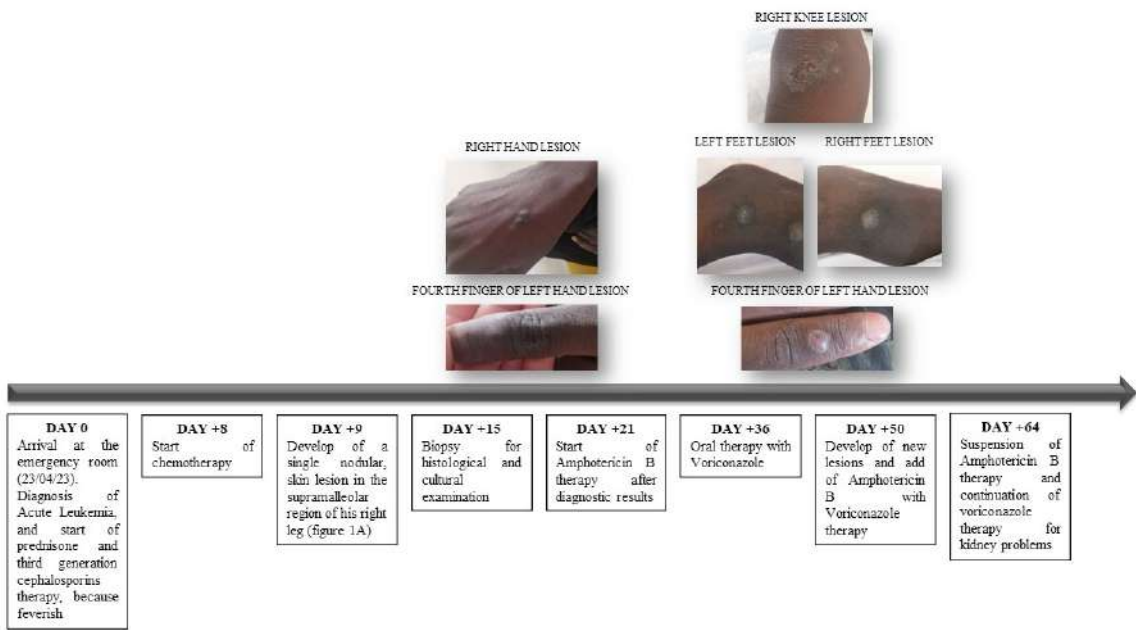 RIGHT KNEE LESION
RIGHT HAND LESION
LEFT FEET LESION
RIGHT FEET LESION
FOURTH FINGER OF LEFT HAND LESION
FOURTH FINGER OF LEFT HAND LESION
DAY 0
Arrival at the
emergency room
(23/04/23).
Diagnosis of
Acute Leukemia,
and start of
prednisone and
third generation
cephalosporins
therapy, because
feverish
DAY +8
Start of
chemotherapy
DAY +9
Develop of a
single nodular,
skin lesion in the
supramalleolar
region of his right
leg (figure 1A)
DAY +15
Biopsy for
histological and
cultural
examination
DAY +21
Start of
Amphotericin B
therapy after
diagnostic results
DAY +36
Oral therapy with
Voriconazole
DAY +50
Develop of new
lesions and add
of Amphotericin
B with
Voriconazole
therapy
DAY +64
Suspension of
Amphotericin B
therapy and
continuation of
voriconazole
therapy for
kidney problems